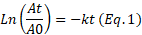 Ln(At/A0) = −kt (Eq. 1)